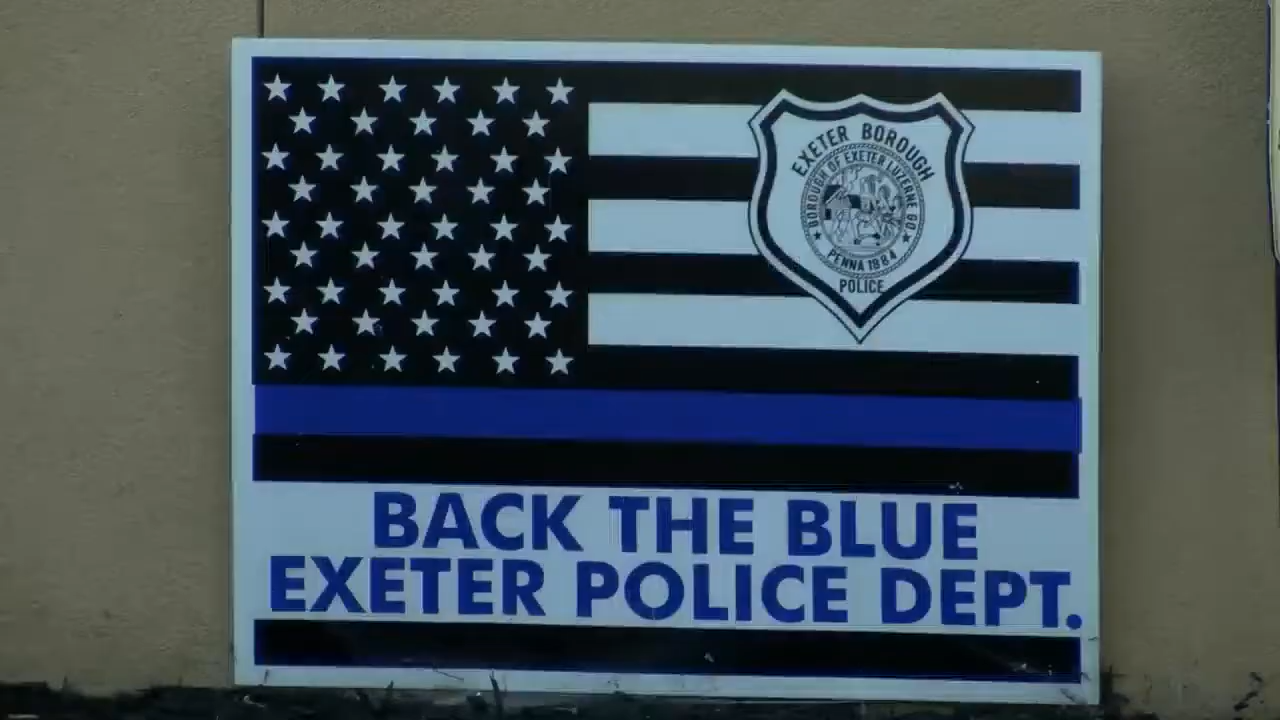 EXETER BOROUGH
BOROUGH OF EXETER LUZERNE CO.
PENNA 1884
POLICE
BACK THE BLUE
EXETER POLICE DEPT.